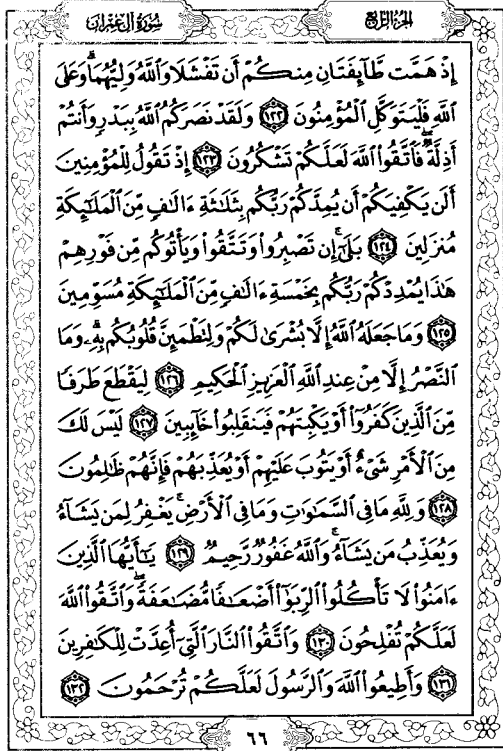 الجزء الرابع
سورة آل عمران
إِذْ هَمَّت طَّآئِفَتَانِ مِنكُمْ أَن تَفْشَلَا وَٱللَّهُ وَلِيُّهُمَا ۗ وَعَلَى
ٱللَّهِ فَلْيَتَوَكَّلِ ٱلْمُؤْمِنُونَ ١٢٢ وَلَقَدْ نَصَرَكُمُ ٱللَّهُ بِبَدْرٍ وَأَنتُمْ
أَذِلَّةٌ ۖ فَٱتَّقُوا۟ ٱللَّهَ لَعَلَّكُمْ تَشْكُرُونَ ١٢٣ إِذْ تَقُولُ لِلْمُؤْمِنِينَ
أَلَن يَكْفِيَكُمْ أَن يُمِدَّكُمْ رَبُّكُم بِثَلَٰثَةِ ءَالَٰفٍ مِّنَ ٱلْمَلَٰٓئِكَةِ
مُنزَلِينَ ١٢٤ بَلَىٰٓ ۚ إِن تَصْبِرُوا۟ وَتَتَّقُوا۟ وَيَأْتُوكُم مِّن فَوْرِهِمْ
هَٰذَا يُمْدِدْكُمْ رَبُّكُم بِخَمْسَةِ ءَالَٰفٍ مِّنَ ٱلْمَلَٰٓئِكَةِ مُسَوِّمِينَ
١٢٥ وَمَا جَعَلَهُ ٱللَّهُ إِلَّا بُشْرَىٰ لَكُمْ وَلِتَطْمَئِنَّ قُلُوبُكُم بِهِۦ ۗ وَمَا
ٱلنَّصْرُ إِلَّا مِنْ عِندِ ٱللَّهِ ٱلْعَزِيزِ ٱلْحَكِيمِ ١٢٦ لِيَقْطَعَ طَرَفًا
مِّنَ ٱلَّذِينَ كَفَرُوٓا۟ أَوْ يَكْبِتَهُمْ فَيَنقَلِبُوا۟ خَآئِبِينَ ١٢٧ لَيْسَ لَكَ
مِنَ ٱلْأَمْرِ شَىْءٌ أَوْ يَتُوبَ عَلَيْهِمْ أَوْ يُعَذِّبَهُمْ فَإِنَّهُمْ ظَٰلِمُونَ
١٢٨ وَلِلَّهِ مَا فِى ٱلسَّمَٰوَٰتِ وَمَا فِى ٱلْأَرْضِ ۚ يَغْفِرُ لِمَن يَشَآءُ
وَيُعَذِّبُ مَن يَشَآءُ ۚ وَٱللَّهُ غَفُورٌ رَّحِيمٌ ١٢٩ يَٰٓأَيُّهَا ٱلَّذِينَ
ءَامَنُوا۟ لَا تَأْكُلُوا۟ ٱلرِّبَوٰٓا۟ أَضْعَٰفًا مُّضَٰعَفَةً ۖ وَٱتَّقُوا۟ ٱللَّهَ
لَعَلَّكُمْ تُفْلِحُونَ ١٣٠ وَٱتَّقُوا۟ ٱلنَّارَ ٱلَّتِىٓ أُعِدَّتْ لِلْكَٰفِرِينَ
١٣١ وَأَطِيعُوا۟ ٱللَّهَ وَٱلرَّسُولَ لَعَلَّكُمْ تُرْحَمُونَ ١٣٢
٦٦